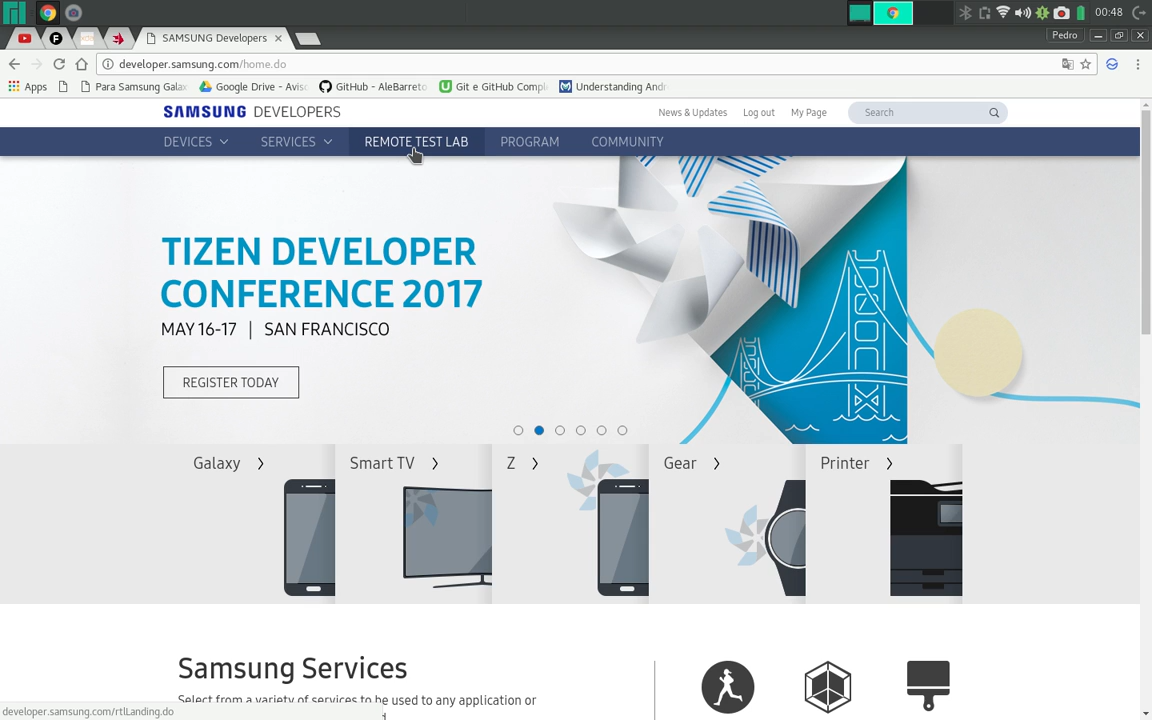 00:48
SAMSUNG Developers
Pedro
developer.samsung.com/home.do
Apps
Para Samsung Galax
Google Drive - Aviso
GitHub - AleBarreto
Git e GitHub Comple
Understanding Andr
SAMSUNG DEVELOPERS
News & Updates Log out My Page Search
DEVICES SERVICES REMOTE TEST LAB PROGRAM COMMUNITY
TIZEN DEVELOPER
CONFERENCE 2017
MAY 16-17 | SAN FRANCISCO
REGISTER TODAY
Galaxy Smart TV Z Gear Printer
Samsung Services
Select from a variety of services to be used to any application or
developer.samsung.com/rtlLanding.do